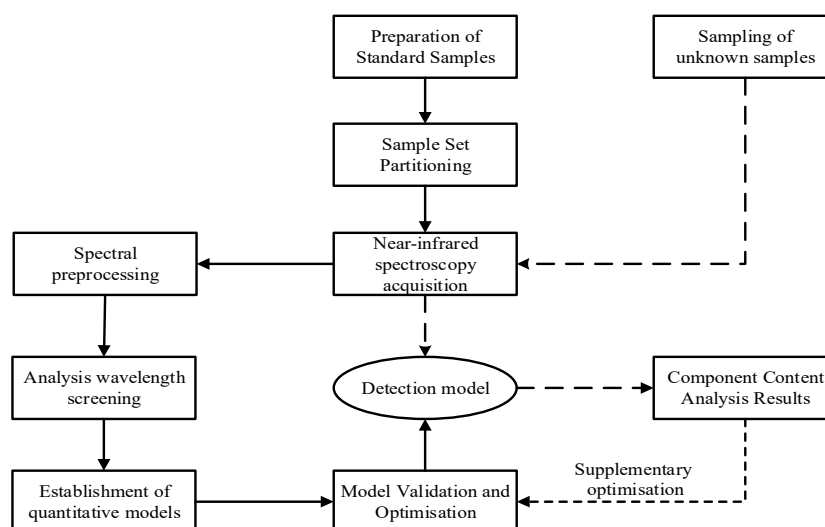 Preparation of
Standard Samples
Sampling of
unknown samples
Sample Set
Partitioning
Spectral
preprocessing
Near-infrared
spectroscopy
acquisition
Analysis wavelength
screening
Detection model
Component Content
Analysis Results
Supplementary
optimisation
Establishment of
quantitative models
Model Validation and
Optimisation